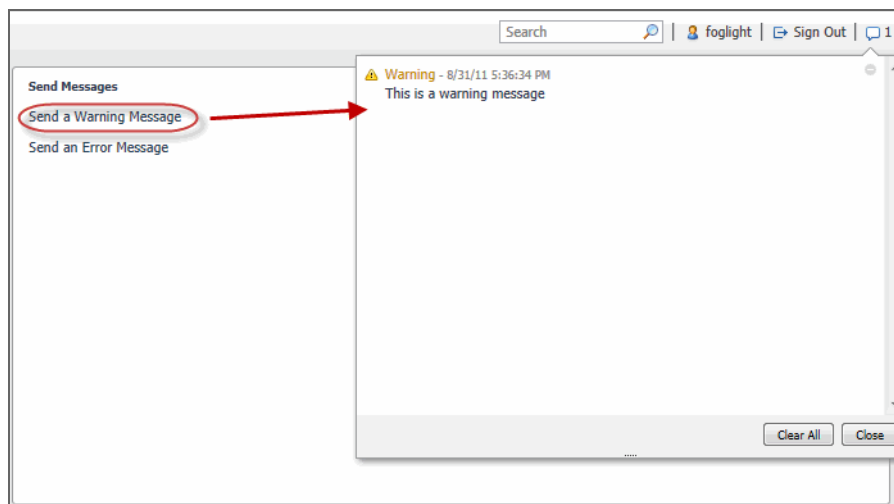 Search
foglight
Sign Out
1
Send Messages
Send a Warning Message
Send an Error Message
Warning - 8/31/11 5:36:34 PM
This is a warning message
Clear All
Close